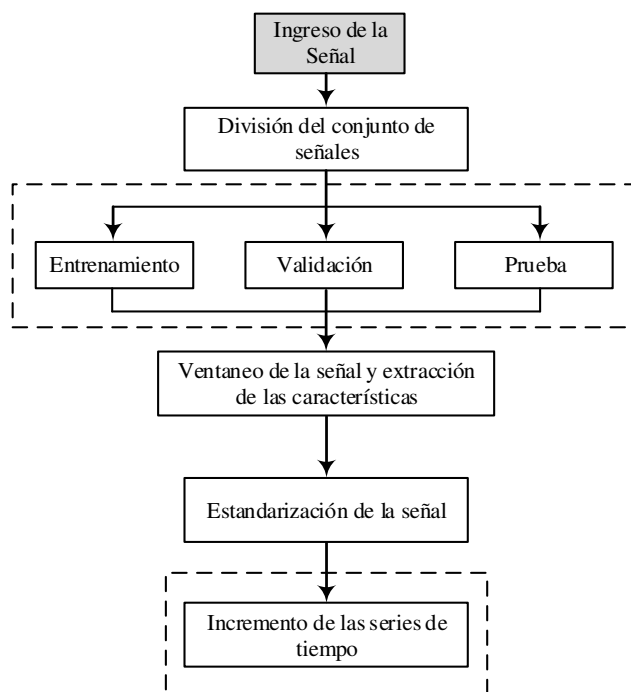 Ingreso de la
Señal
División del conjunto de
señales
Entrenamiento
Validación
Prueba
Ventaneo de la señal y extracción
de las características
Estandarización de la señal
Incremento de las series de
tiempo